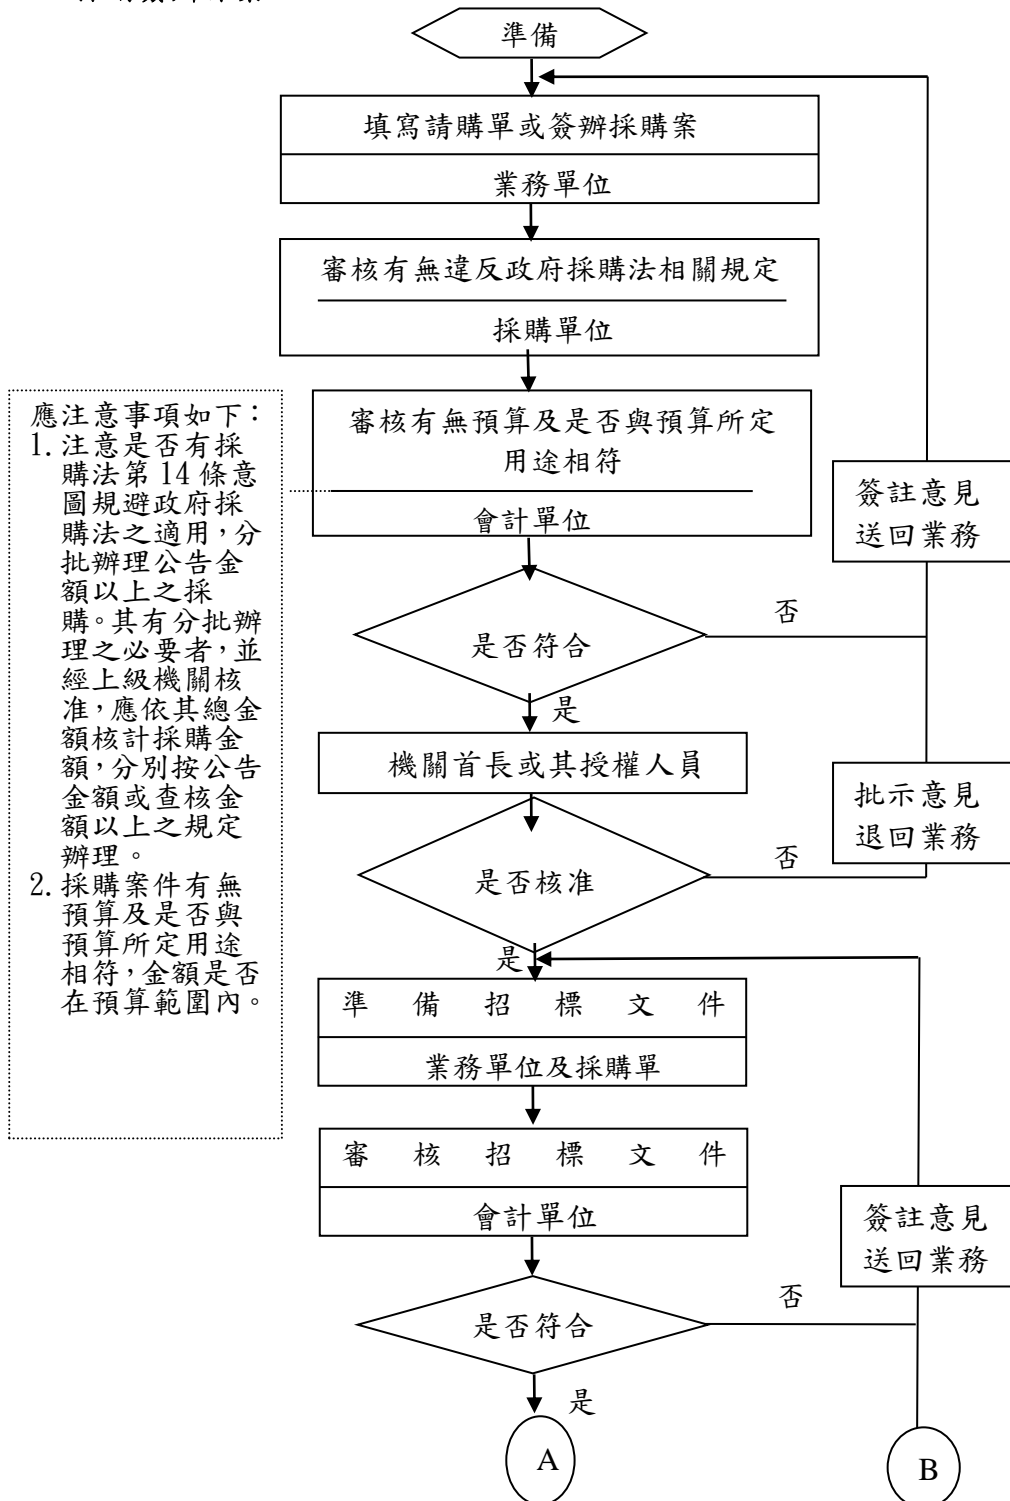 準備
填寫請購單或簽辦採購案
業務單位
審核有無違反政府採購法相關規定
採購單位
審核有無預算及是否與預算所定
用途相符
會計單位
應注意事項如下：
1. 注意是否有採
購法第 14 條意
圖規避政府採
購法之適用，分
批辦理公告金
額以上之採
購。其有分批辦
理之必要者，並
經上級機關核
准，應依其總金
額核計採購金
額，分別按公告
金額或查核金
額以上之規定
辦理。
2. 採購案件有無
預算及是否與
預算所定用途
相符，金額是否
在預算範圍內。
簽註意見
送回業務
是否符合
否
是
機關首長或其授權人員
批示意見
退回業務
是否核准
否
是
準備招標文件
業務單位及採購單
審核招標文件
會計單位
簽註意見
送回業務
是否符合
否
是
A
B